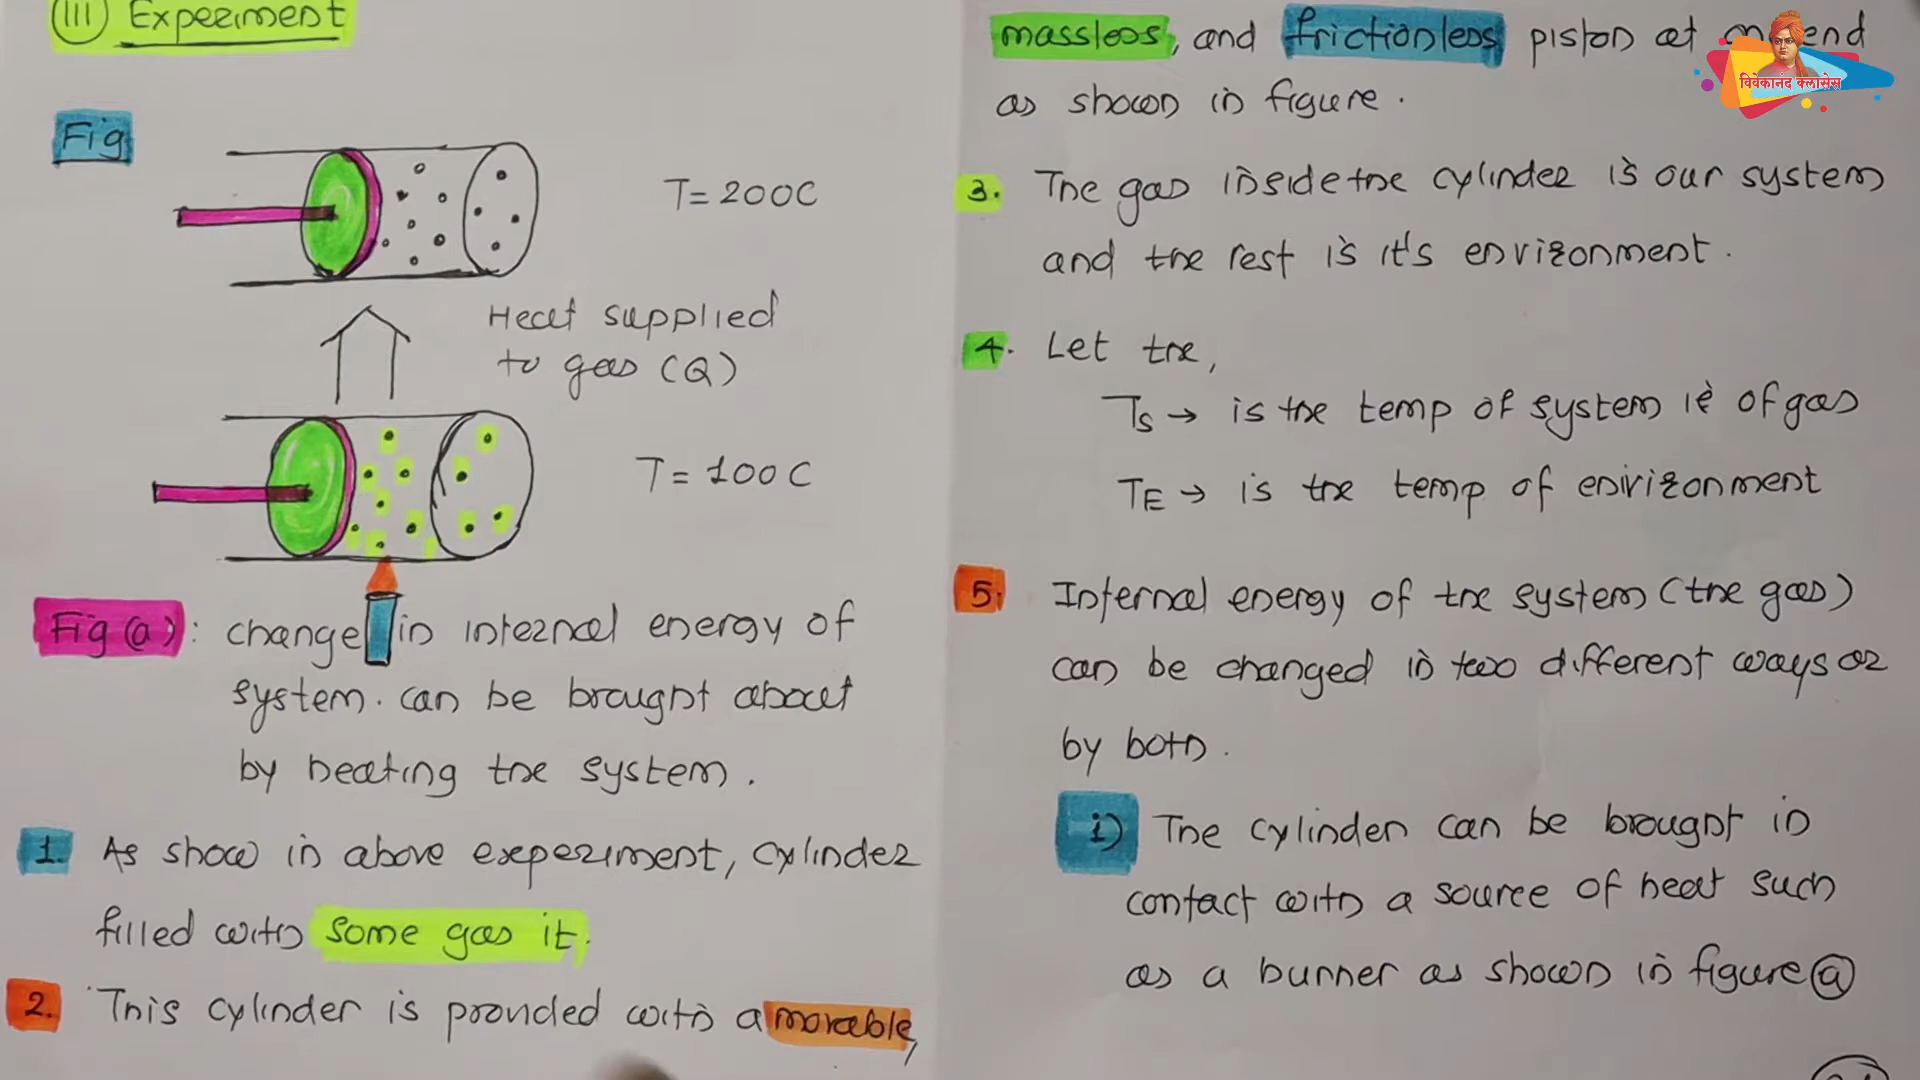 (III) Experiment
Fig
T = 200C
Heat supplied
to gas (Q)
T = 100C
Fig (a) : change in internal energy of
system. can be brought about
by heating the system.
1. As show in above experiment, cylinder
filled with some gas it.
2. This cylinder is provided with a movable,
massless, and frictionless piston at end
as shown in figure.
3. The gas inside the cylinder is our system
and the rest is it's environment.
4. Let the,
Ts → is the temp of system ie of gas
TE → is the temp of environment
5. Internal energy of the system (the gas)
can be changed in two different ways or
by both.
i) The cylinder can be brought in
contact with a source of heat such
as a burner as shown in figure (a)
विवेकानंद क्लासेस